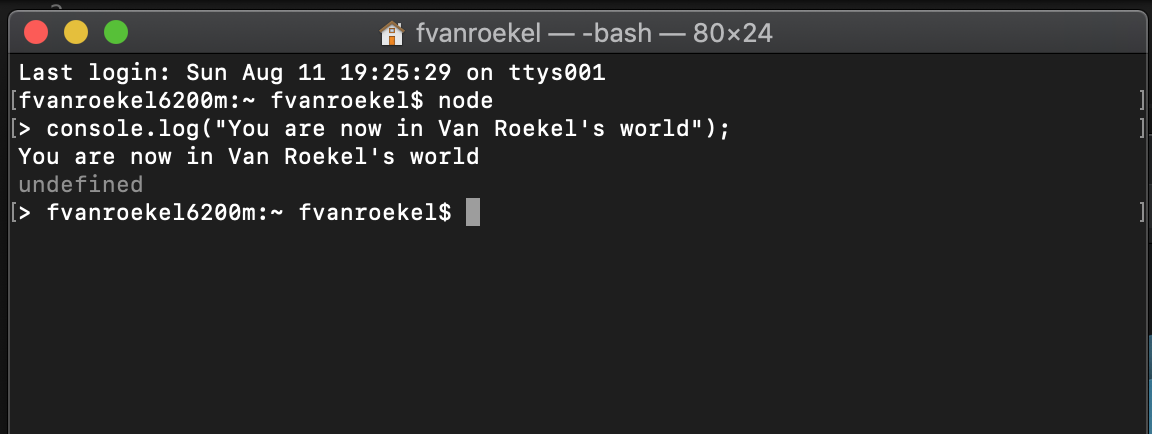 fvanroekel — -bash — 80×24
Last login: Sun Aug 11 19:25:29 on ttys001
[fvanroekel6200m:~ fvanroekel$ node ]
[> console.log("You are now in Van Roekel's world"); ]
You are now in Van Roekel's world
undefined
[> fvanroekel6200m:~ fvanroekel$ ]